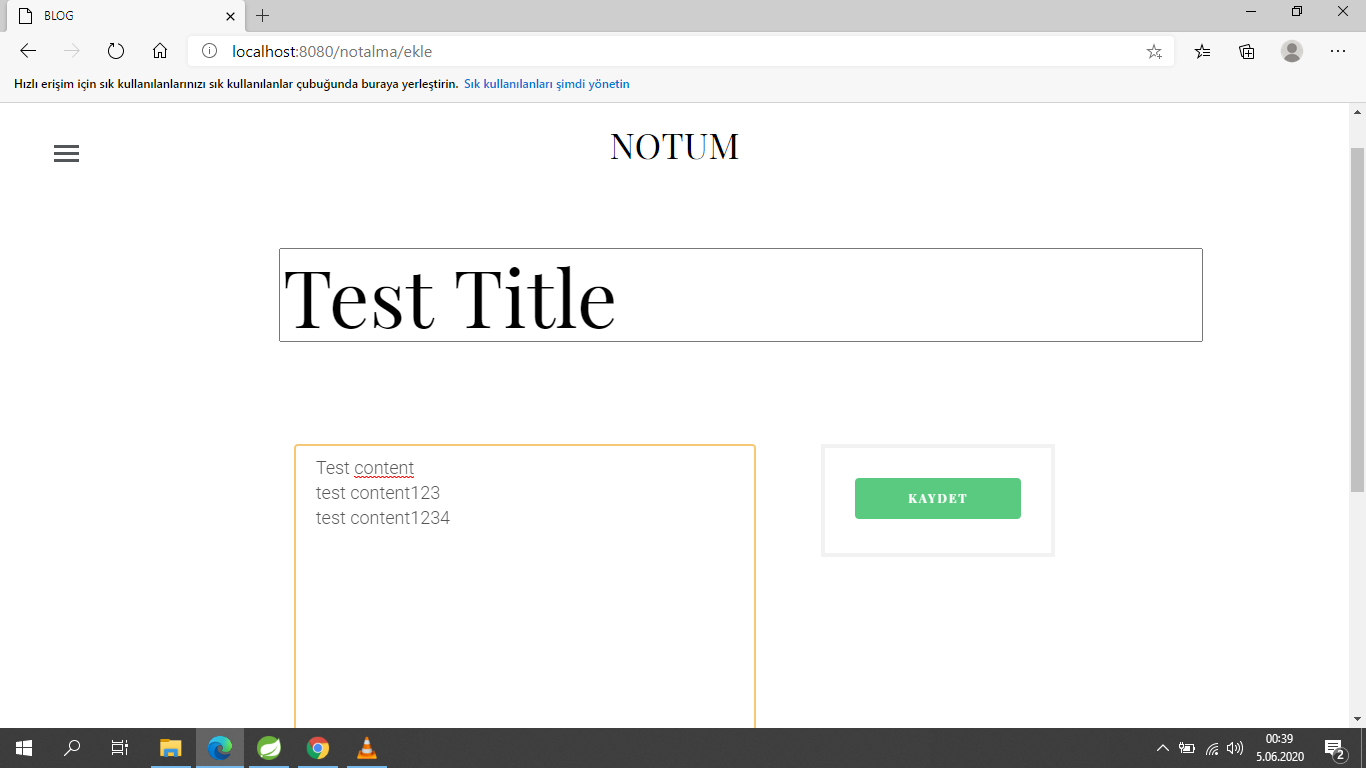 BLOG
localhost:8080/notalma/ekle
Hızlı erişim için sık kullanılanlarınızı sık kullanılanlar çubuğunda buraya yerleştirin. Sık kullanılanları şimdi yönetin
NOTUM
Test Title
Test content
test content123
test content1234
KAYDET
00:39
5.06.2020
2